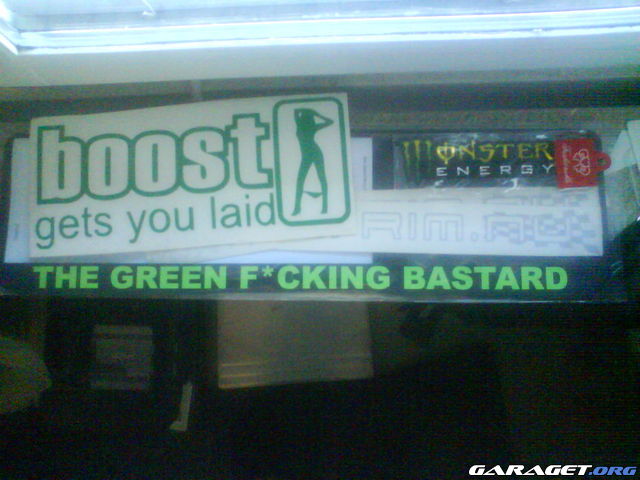 boost
gets you laid
MONSTER
ENERGY
THE GREEN F*CKING BASTARD
GARAGET.ORG